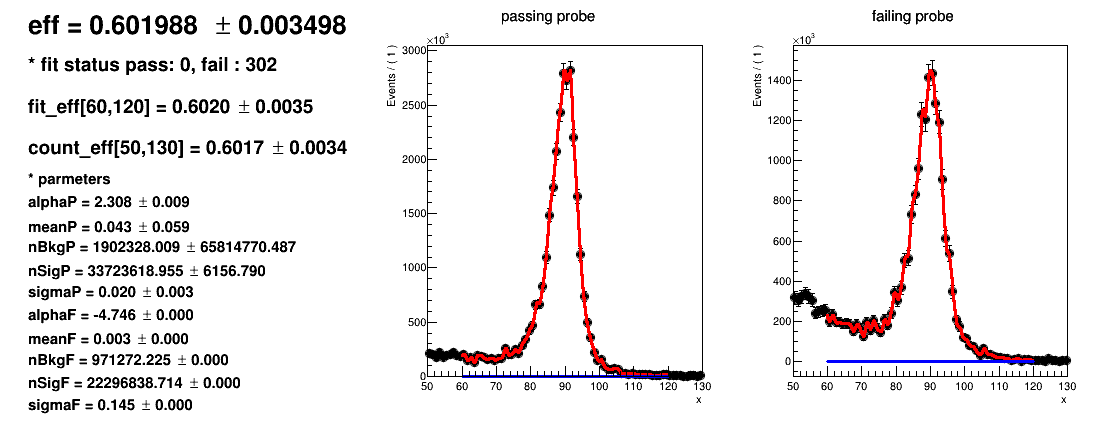 eff = 0.601988 ± 0.003498
* fit status pass: 0, fail : 302
fit_eff[60,120] = 0.6020 ± 0.0035
count_eff[50,130] = 0.6017 ± 0.0034
* parmeters
alphaP = 2.308 ± 0.009
meanP = 0.043 ± 0.059
nBkgP = 1902328.009 ± 65814770.487
nSigP = 33723618.955 ± 6156.790
sigmaP = 0.020 ± 0.003
alphaF = -4.746 ± 0.000
meanF = 0.003 ± 0.000
nBkgF = 971272.225 ± 0.000
nSigF = 22296838.714 ± 0.000
sigmaF = 0.145 ± 0.000
passing probe
×10³
Events / ( 1 )
3000
2500
2000
1500
1000
500
0
50 60 70 80 90 100 110 120 130
x
failing probe
×10³
Events / ( 1 )
1400
1200
1000
800
600
400
200
0
50 60 70 80 90 100 110 120 130
x